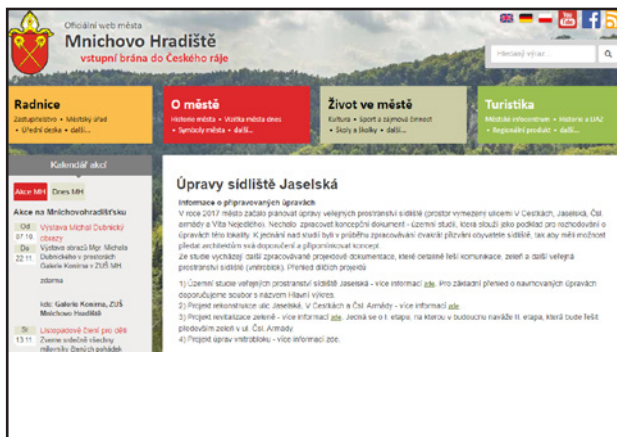 Oficiální web města
Mnichovo Hradiště
vstupní brána do Českého ráje
You
Tube
Hledaný výraz...
Radnice
Zastupitelstvo • Městský úřad
• Úřední deska • další...
O městě
Historie města • Vizitka města dnes
• Symboly města • další...
Život ve městě
Kultura • Sport a zájmová činnost
• Školy a školky • další...
Turistika
Městské infocentrum • Historie a UAZ
• Regionální produkt • další...
Kalendář akcí
Akce MH
Dnes MH
Akce na Mnichovohradišťsku
Od
07.10.
Do
22.11.
Výstava Michal Dubnický
obrazy
Výstava obrazů Mgr. Michala
Dubnického v prostorách
Galerie Konírna v ZUŠ MH
zdarma
kde: Galerie Konírna, ZUŠ
Mnichovo Hradiště
13.11.
Listopadové čtení pro děti
Zveme srdečně všechny
milovníky čtených pohádek
Úpravy sídliště Jaselská
Informace o připravovaných úpravách
V roce 2017 město začalo plánovat úpravy veřejných prostranství sídliště (prostor vymezený ulicemi V Cestkách, Jaselská, Čsl.
armády a Víta Nejedlého). Nechalo zpracovat koncepční dokument - územní studii, která slouží jako podklad pro rozhodování o
úpravách této lokality. K jednání nad studií byli v průběhu zpracovávání dvakrát přizváni obyvatelé sídliště, tak aby měli možnost
předat architektům svá doporučení a připomínkovat koncept.
Ze studie vycházejí další zpracovávané projektové dokumentace, které detailně řeší komunikace, zeleň a další veřejná
prostranství sídliště (vnitroblok). Přehled dílčích projektů
1) Územní studie veřejných prostranství sídliště Jaselská - více informací zde. Pro základní přehled o navrhovaných úpravách
doporučujeme soubor s názvem Hlavní výkres.
2) Projekt rekonstrukce ulic Jaselská, V Cestkách a Čsl. Armády - více informací zde.
3) Projekt revitalizace zeleně - více informací zde. Jedná se o I. etapu, na kterou v budoucnu naváže II. etapa, která bude řešit
především zeleň v ul. Čsl. Armády.
4) Projekt úprav vnitrobloku - více informací zde.